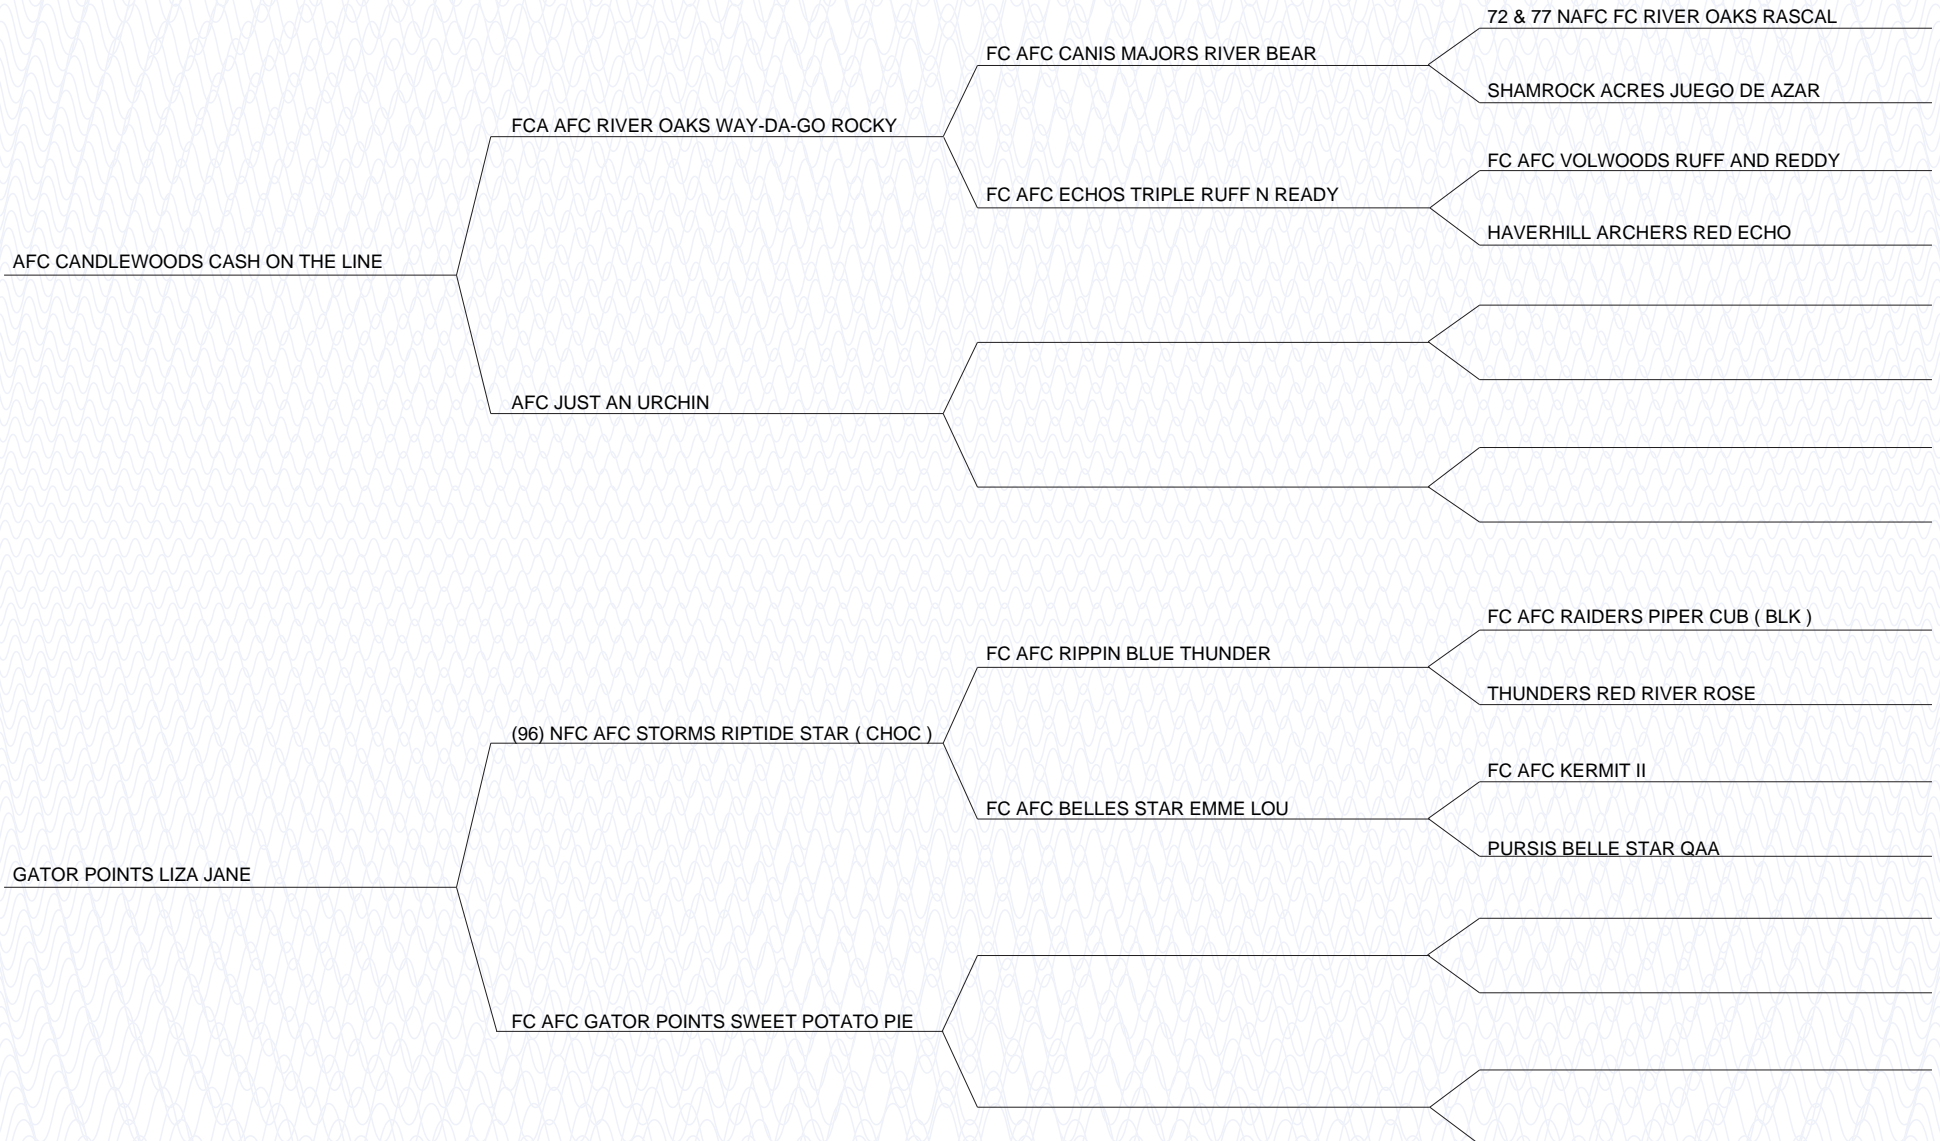 72 & 77 NAFC FC RIVER OAKS RASCAL
FC AFC CANIS MAJORS RIVER BEAR
SHAMROCK ACRES JUEGO DE AZAR
FCA AFC RIVER OAKS WAY-DA-GO ROCKY
FC AFC VOLWOODS RUFF AND REDDY
FC AFC ECHOS TRIPLE RUFF N READY
HAVERHILL ARCHERS RED ECHO
AFC CANDLEWOODS CASH ON THE LINE
AFC JUST AN URCHIN
FC AFC RAIDERS PIPER CUB ( BLK )
FC AFC RIPPIN BLUE THUNDER
THUNDERS RED RIVER ROSE
(96) NFC AFC STORMS RIPTIDE STAR ( CHOC )
FC AFC KERMIT II
FC AFC BELLES STAR EMME LOU
PURSIS BELLE STAR QAA
GATOR POINTS LIZA JANE
FC AFC GATOR POINTS SWEET POTATO PIE